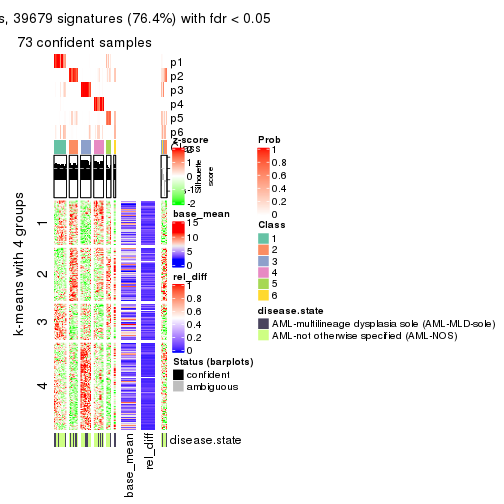 s, 39679 signatures (76.4%) with fdr < 0.05
73 confident samples
p1
p2
p3
p4
p5
p6
Class
Silhouette score
k-means with 4 groups
1
2
3
4
base_mean
rel_diff
disease.state
z-score
2
-1
-2
base_mean
15
10
5
0
rel_diff
1
0.8
0.6
0.4
0.2
0
Status (barplots)
confident
ambiguous
Prob
1
0.8
0.6
0.4
0.2
0
Class
1
2
3
4
5
6
disease.state
AML-multilineage dysplasia sole (AML-MLD-sole)
AML-not otherwise specified (AML-NOS)